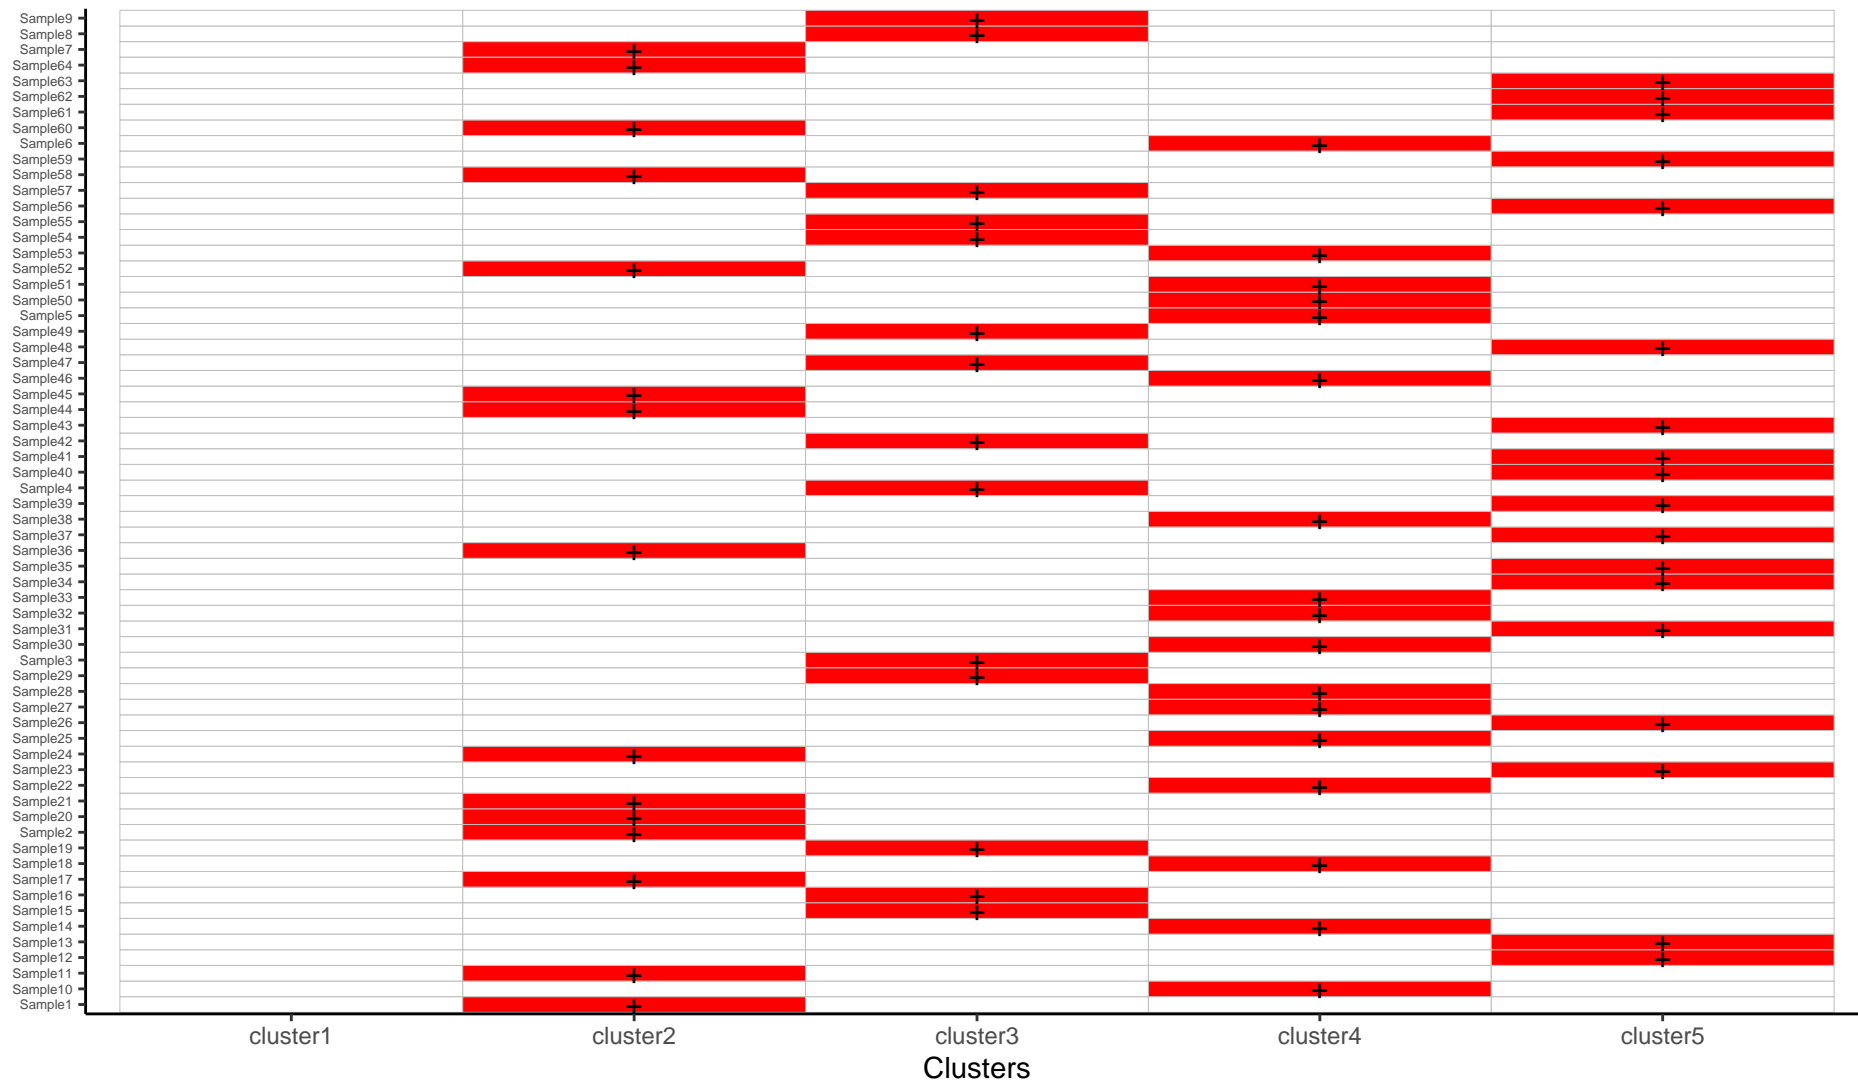 Sample9
Sample8
Sample7
Sample64
Sample63
Sample62
Sample61
Sample60
Sample6
Sample59
Sample58
Sample57
Sample56
Sample55
Sample54
Sample53
Sample52
Sample51
Sample50
Sample5
Sample49
Sample48
Sample47
Sample46
Sample45
Sample44
Sample43
Sample42
Sample41
Sample40
Sample4
Sample39
Sample38
Sample37
Sample36
Sample35
Sample34
Sample33
Sample32
Sample31
Sample30
Sample3
Sample29
Sample28
Sample27
Sample26
Sample25
Sample24
Sample23
Sample22
Sample21
Sample20
Sample2
Sample19
Sample18
Sample17
Sample16
Sample15
Sample14
Sample13
Sample12
Sample11
Sample10
Sample1
cluster1 cluster2 cluster3 cluster4 cluster5
Clusters